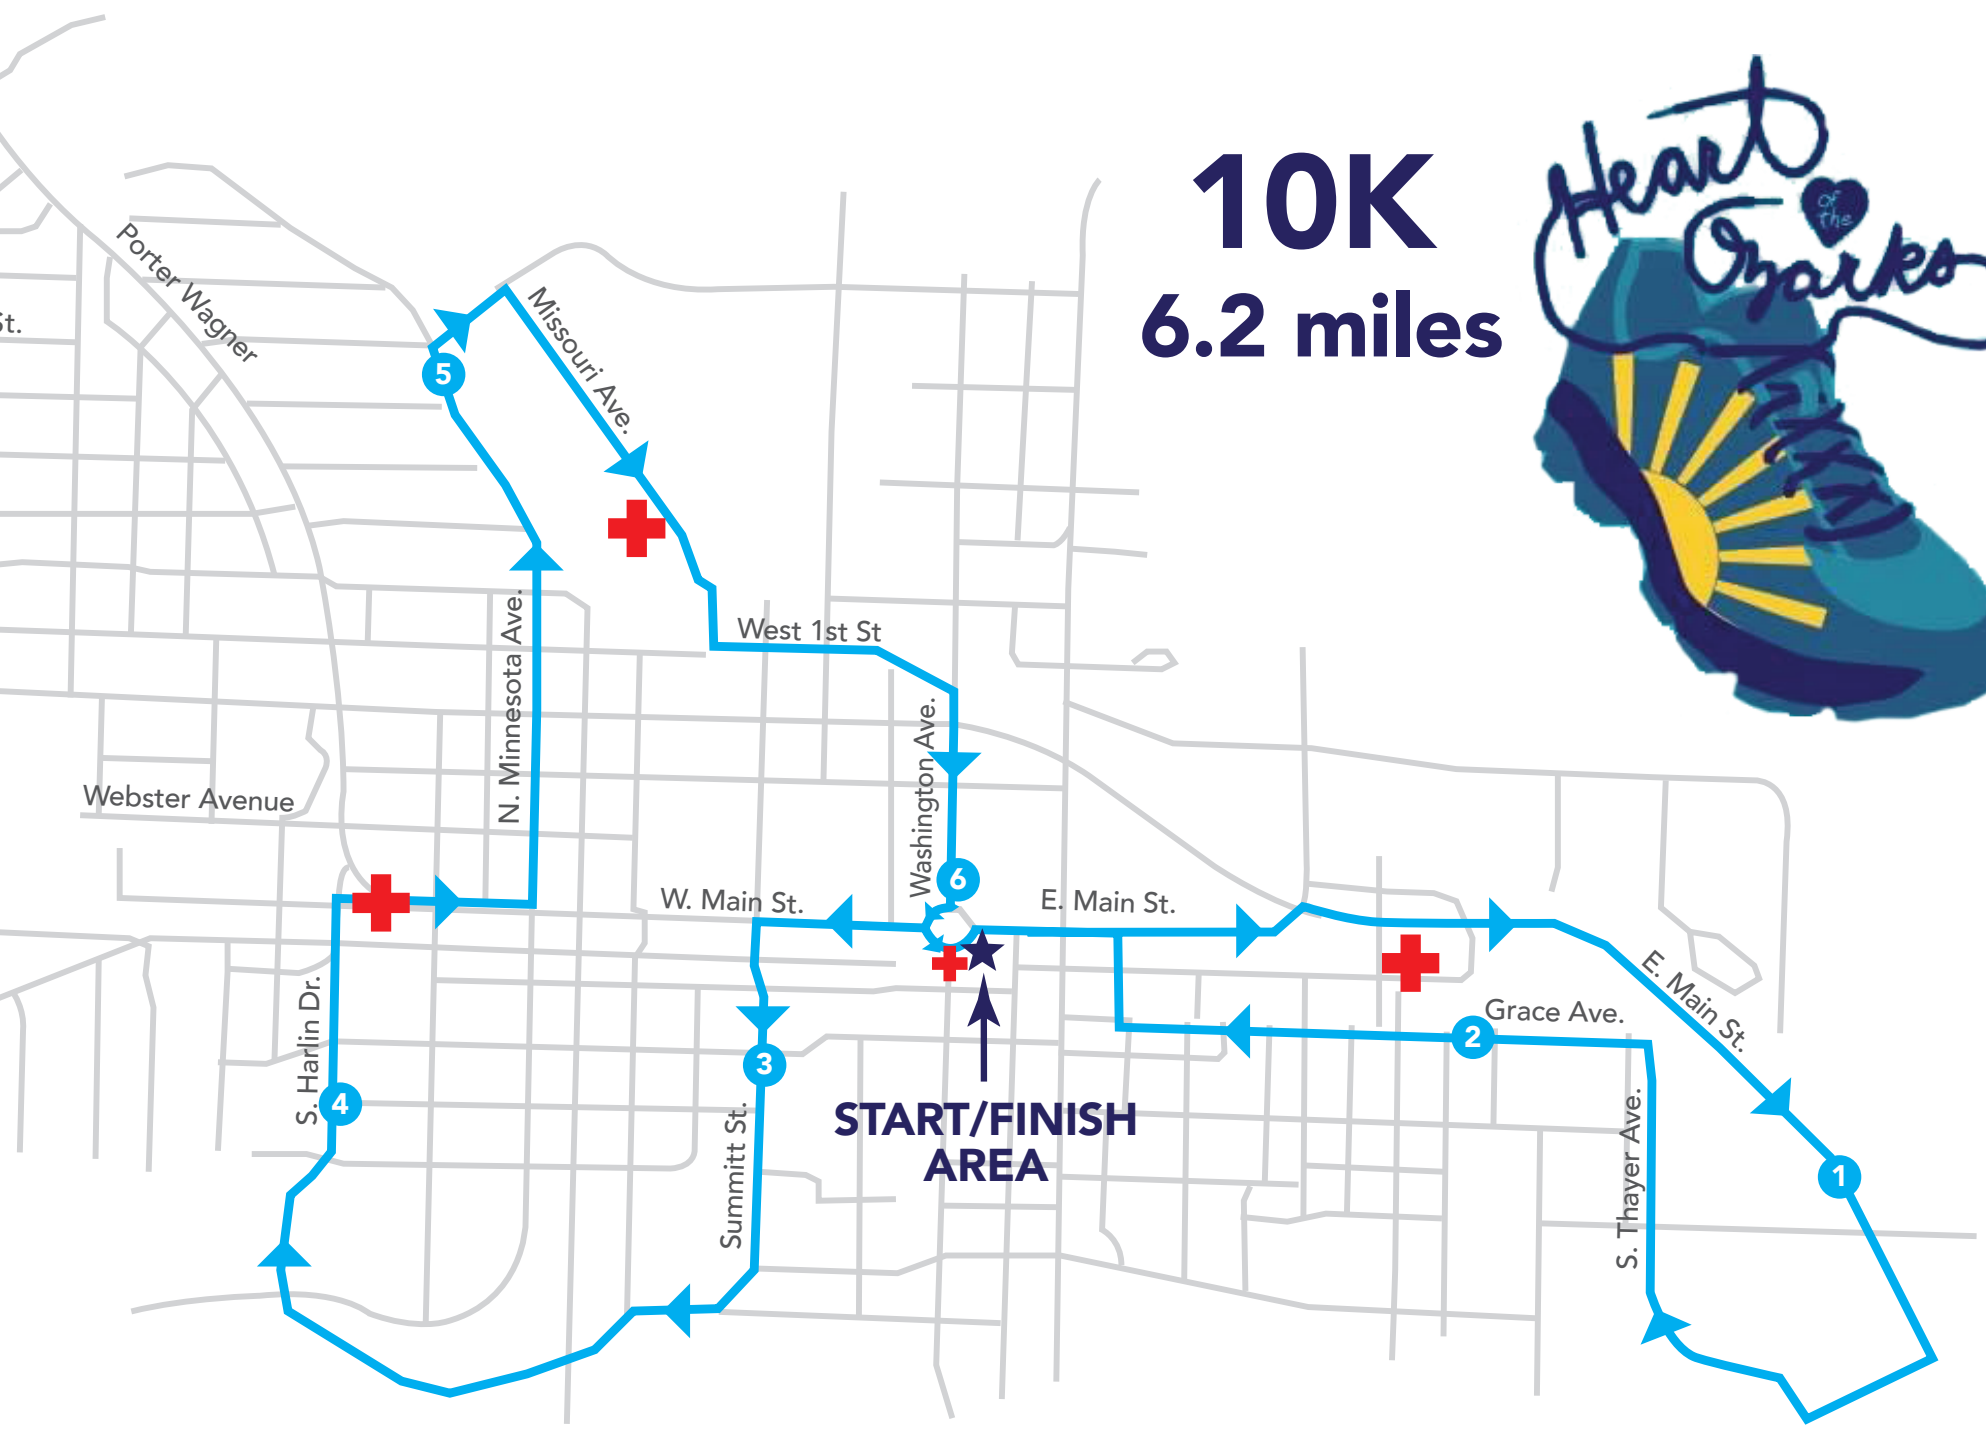 10K
6.2 miles
Heart
of the
Ozarks
Porter Wagner
St.
Missouri Ave.
5
West 1st St
N. Minnesota Ave.
Washington Ave.
Webster Avenue
6
W. Main St.
E. Main St.
E. Main St.
Grace Ave.
2
S. Harlin Dr.
3
4
START/FINISH
AREA
Summitt St.
S. Thayer Ave.
1